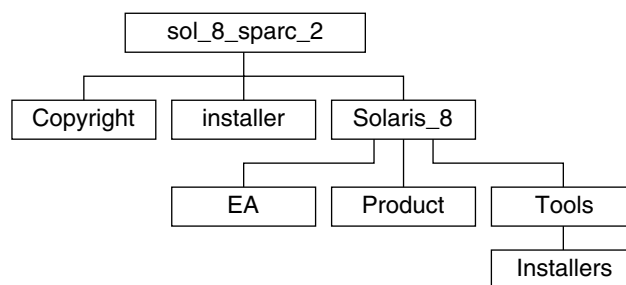 sol_8_sparc_2
Copyright
installer
Solaris_8
EA
Product
Tools
Installers